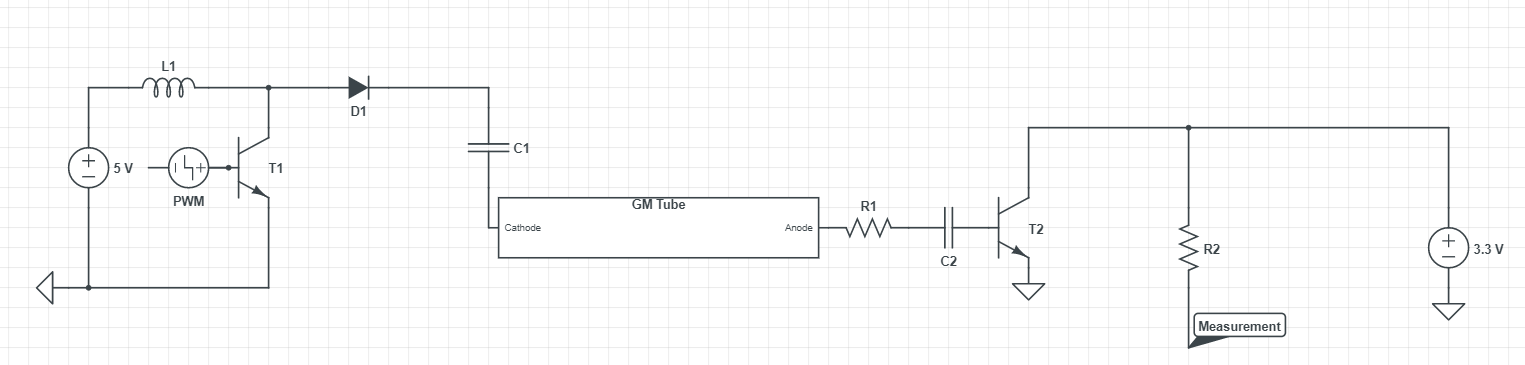 L1
D1
5 V
PWM
T1
C1
GM Tube
Cathode
Anode
R1
C2
T2
R2
3.3 V
Measurement